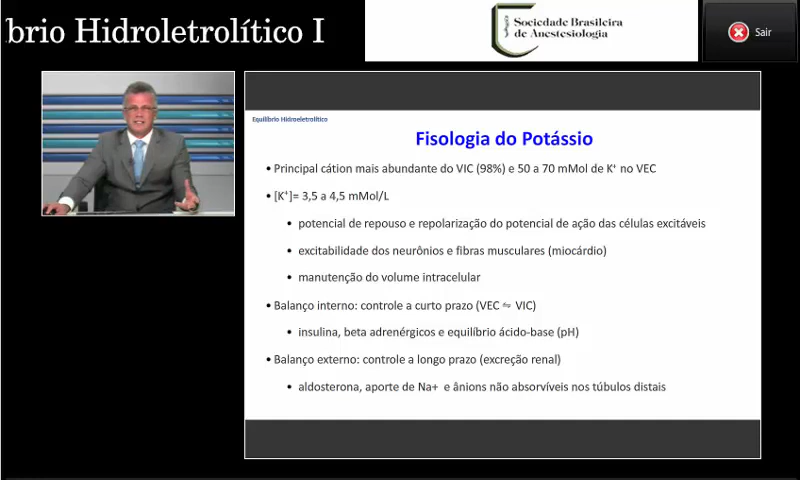 brio Hidroletrolítico I
Sociedade Brasileira
de Anestesiologia
Sair
Equilíbrio Hidroeletrolítico
Fisologia do Potássio
• Principal cátion mais abundante do VIC (98%) e 50 a 70 mMol de K⁺ no VEC
• [K⁺]= 3,5 a 4,5 mMol/L
• potencial de repouso e repolarização do potencial de ação das células excitáveis
• excitabilidade dos neurônios e fibras musculares (miocárdio)
• manutenção do volume intracelular
• Balanço interno: controle a curto prazo (VEC ⇋ VIC)
• insulina, beta adrenérgicos e equilíbrio ácido-base (pH)
• Balanço externo: controle a longo prazo (excreção renal)
• aldosterona, aporte de Na+ e ânions não absorvíveis nos túbulos distais